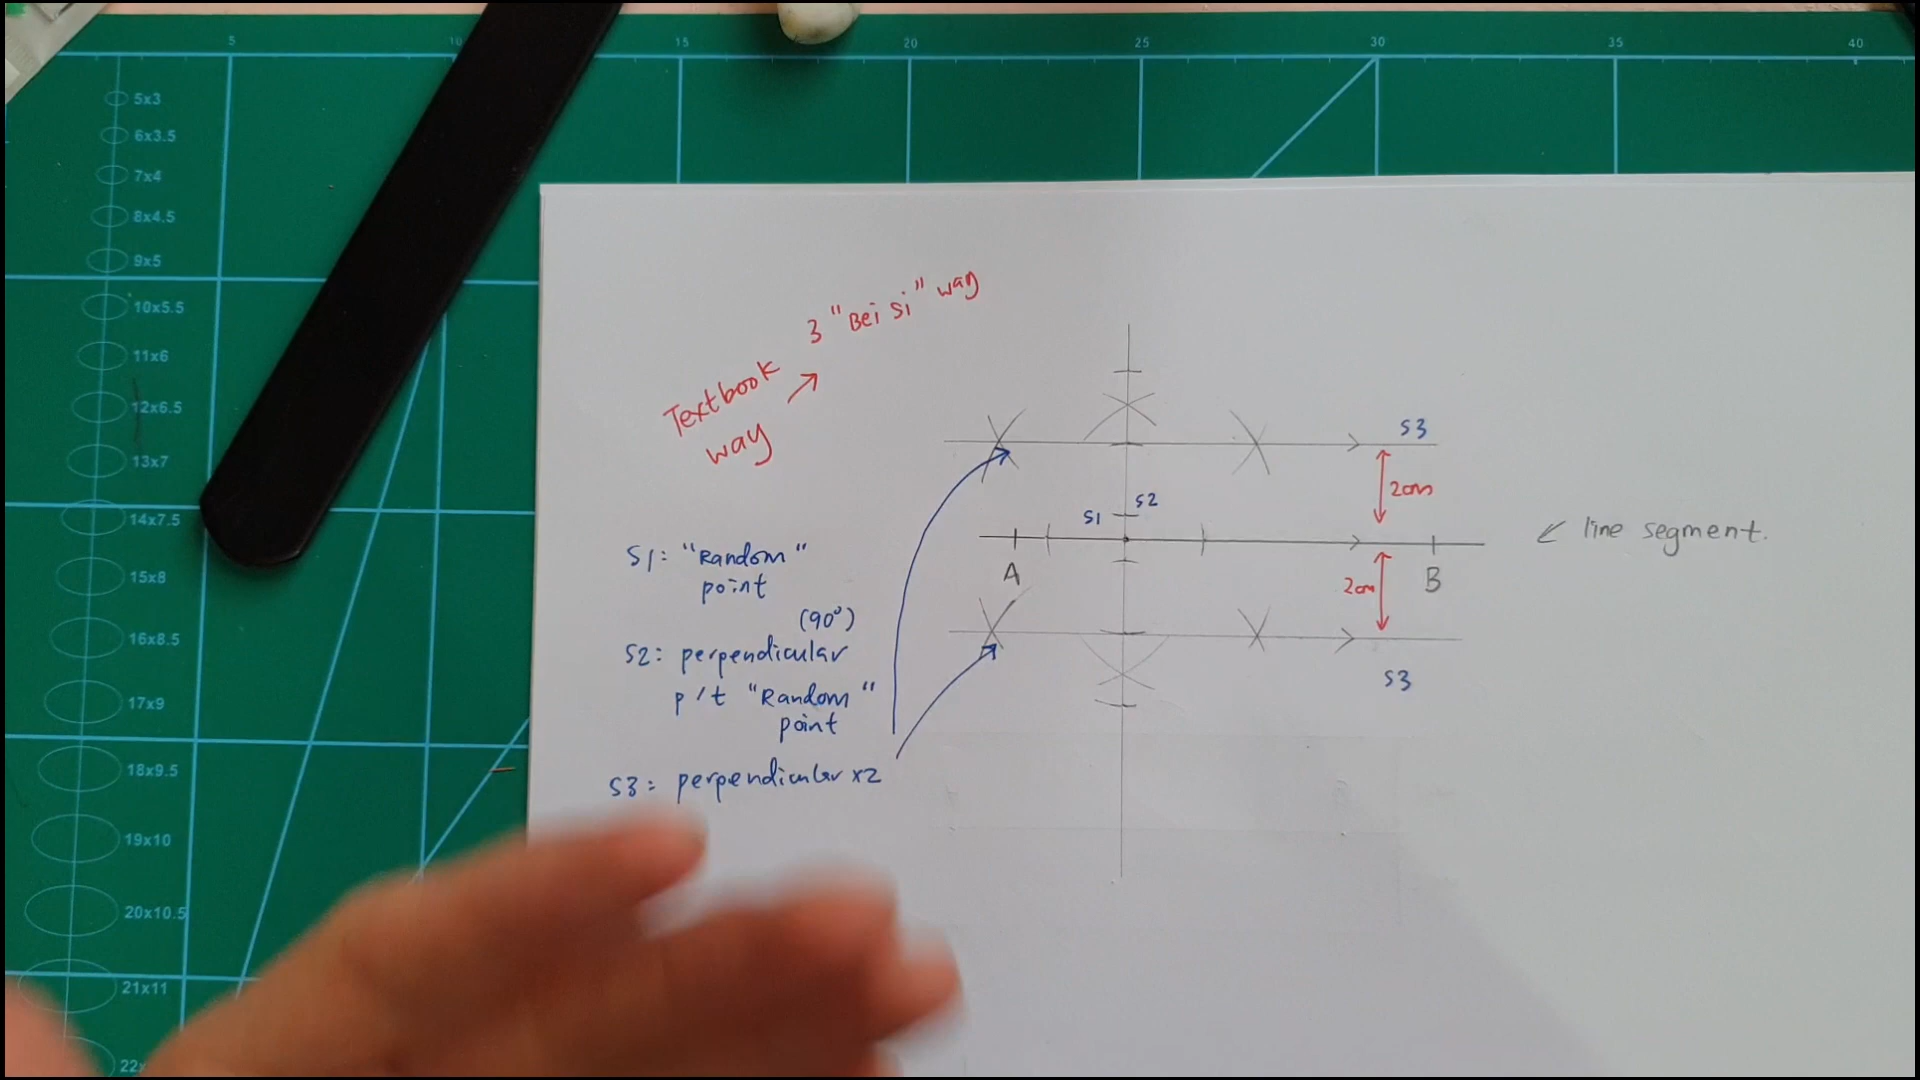 5
10
15
20
25
30
35
40
5x3
6x3.5
7x4
8x4.5
9x5
10x5.5
11x6
12x6.5
13x7
14x7.5
15x8
16x8.5
17x9
18x9.5
19x10
20x10.5
21x11
22
Textbook
way
3 "Bei si" way
S1: "Random"
point
(90°)
S2: perpendicular
p/t "Random"
point
S3: perpendicular x2
S3
2cm
S1
S2
A
B
line segment.
2cm
S3